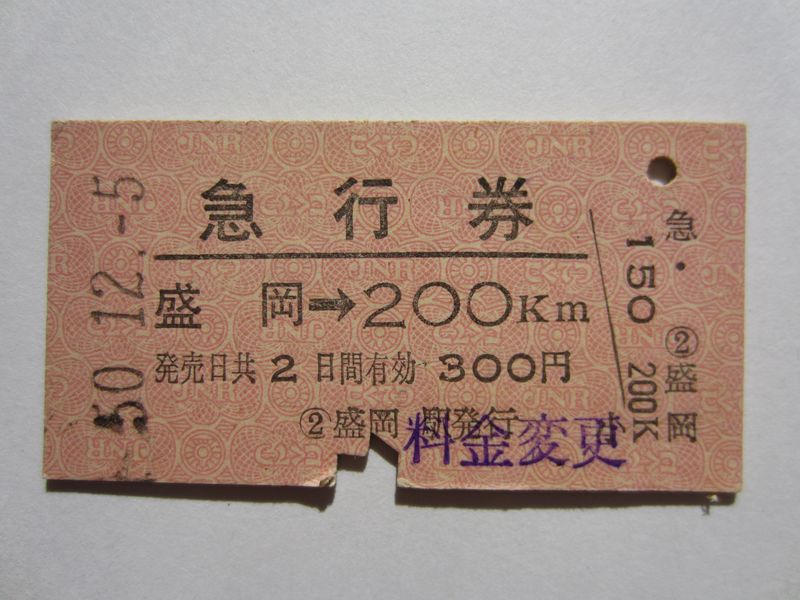 50.12.-5
急行券
盛岡→200Km
発売日共2日間有効 300円
②盛岡駅発行
料金変更
急・
150
200K
②盛岡
小
JNR